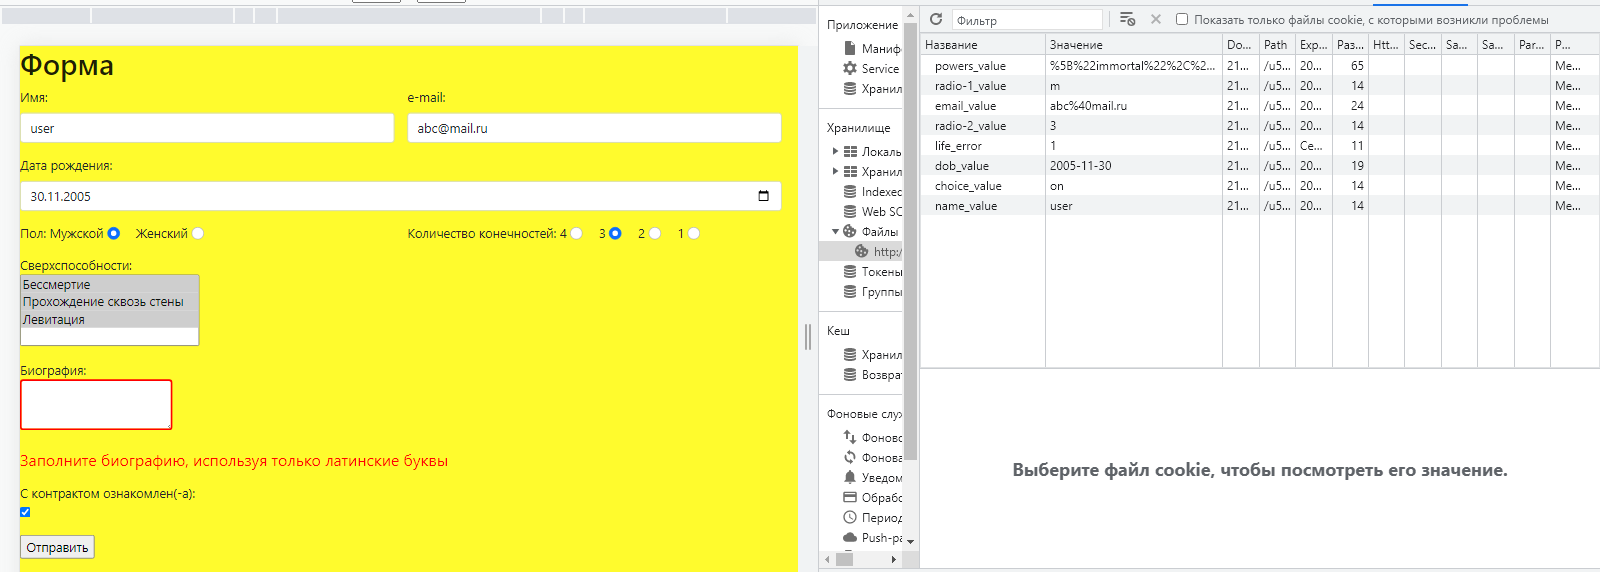 Форма
Имя:
e-mail:
user
abc@mail.ru
Дата рождения:
30.11.2005
Пол: Мужской Женский
Количество конечностей: 4 3 2 1
Сверхспособности:
Бессмертие
Прохождение сквозь стены
Левитация
Биография:
Заполните биографию, используя только латинские буквы
С контрактом ознакомлен(-а):
Отправить
Приложение
Маниф
Service
Хранил
Хранилище
Локаль
Хранил
Indexed
Web SC
Файлы
http:/
Токены
Группы
Кеш
Хранил
Возврат
Фоновые служ
Фоново
Фонова
Уведом
Обрабо
Период
Push-ра
Фильтр
Показать только файлы cookie, с которыми возникли проблемы
Название Значение Do... Path Exp... Раз... Htt... Sec... Sa... Sa... Par... P...
powers_value %5B%22immortal%22%2C%2... 21... /u5... 20... 65 Me...
radio-1_value m 21... /u5... 20... 14 Me...
email_value abc%40mail.ru 21... /u5... 20... 24 Me...
radio-2_value 3 21... /u5... 20... 14 Me...
life_error 1 21... /u5... Се... 11 Me...
dob_value 2005-11-30 21... /u5... 20... 19 Me...
choice_value on 21... /u5... 20... 14 Me...
name_value user 21... /u5... 20... 14 Me...
Выберите файл cookie, чтобы посмотреть его значение.